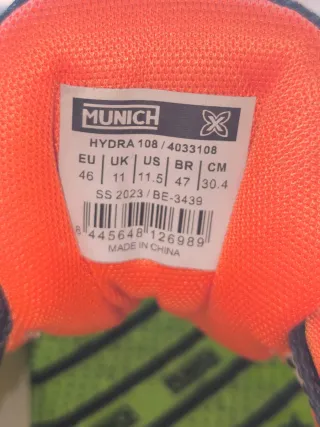 MUNICH
HYDRA 108 / 4033108
EU UK US BR CM
46 11 11.5 47 30.4
SS 2023 / BE-3439
8 445648 126989
MADE IN CHINA